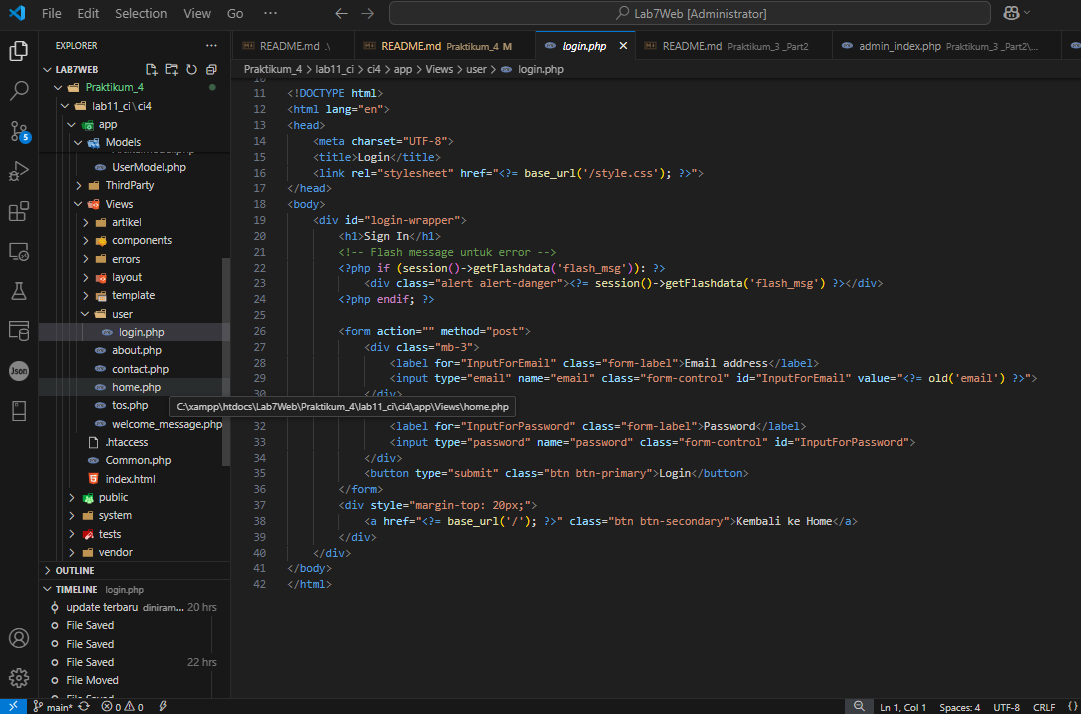 File Edit Selection View Go ··· Lab7Web [Administrator]
EXPLORER ···
README.md .\ README.md Praktikum_4 M login.php README.md Praktikum_3 _Part2 admin_index.php Praktikum_3 _Part2\...
LAB7WEB
Praktikum_4 > lab11_ci > ci4 > app > Views > user > login.php
Praktikum_4
lab11_ci\ci4
app
Models
UserModel.php
ThirdParty
Views
artikel
components
errors
layout
template
user
login.php
about.php
contact.php
home.php
tos.php
welcome_message.php
.htaccess
Common.php
index.html
public
system
tests
vendor
OUTLINE
TIMELINE login.php
update terbaru diniram... 20 hrs
File Saved
File Saved
File Saved 22 hrs
File Moved
File Saved
5
Json
10
11 <!DOCTYPE html>
12 <html lang="en">
13 <head>
14 <meta charset="UTF-8">
15 <title>Login</title>
16 <link rel="stylesheet" href="<?= base_url('/style.css'); ?>">
17 </head>
18 <body>
19 <div id="login-wrapper">
20 <h1>Sign In</h1>
21 <!-- Flash message untuk error -->
22 <?php if (session()->getFlashdata('flash_msg')): ?>
23 <div class="alert alert-danger"><?= session()->getFlashdata('flash_msg') ?></div>
24 <?php endif; ?>
25
26 <form action="" method="post">
27 <div class="mb-3">
28 <label for="InputForEmail" class="form-label">Email address</label>
29 <input type="email" name="email" class="form-control" id="InputForEmail" value="<?= old('email') ?>">
30 </div>
C:\xampp\htdocs\Lab7Web\Praktikum_4\lab11_ci\ci4\app\Views\home.php
32 <label for="InputForPassword" class="form-label">Password</label>
33 <input type="password" name="password" class="form-control" id="InputForPassword">
34 </div>
35 <button type="submit" class="btn btn-primary">Login</button>
36 </form>
37 <div style="margin-top: 20px;">
38 <a href="<?= base_url('/'); ?>" class="btn btn-secondary">Kembali ke Home</a>
39 </div>
40 </div>
41 </body>
42 </html>
main* 0 0 Ln 1, Col 1 Spaces: 4 UTF-8 CRLF {}